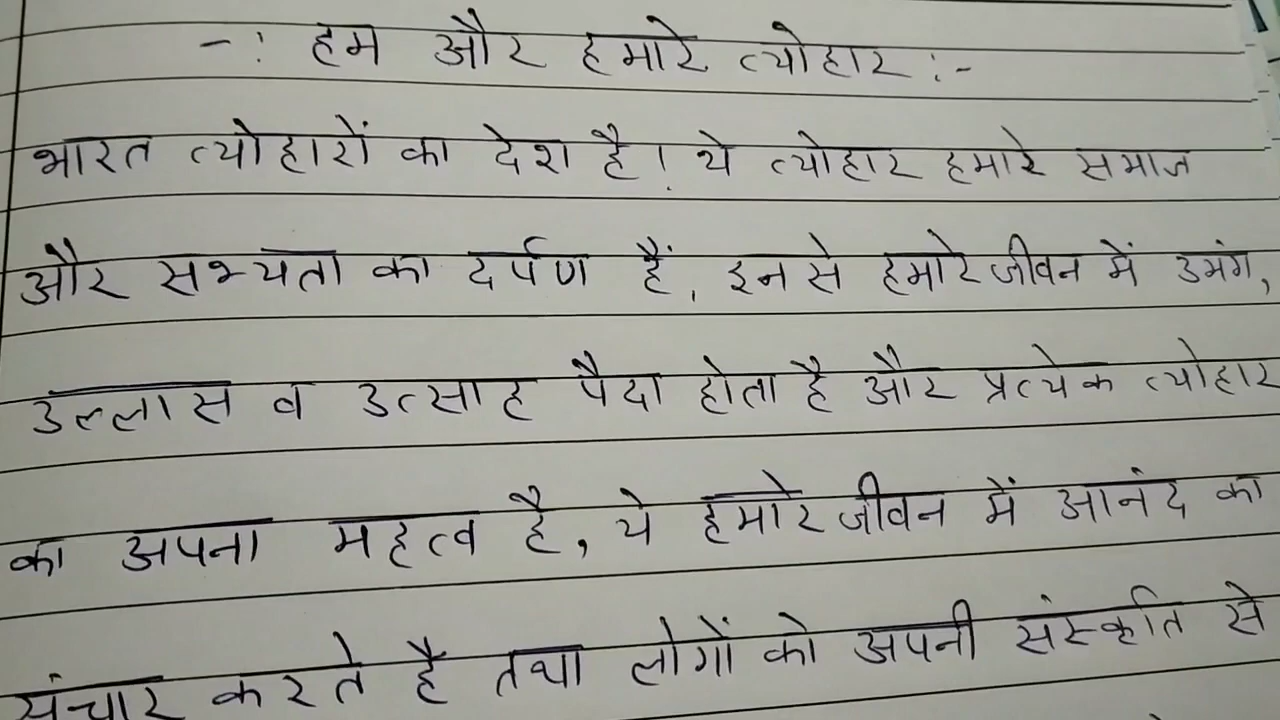 -: हम और हमारे त्योहार :-
भारत त्योहारों का देश है। ये त्योहार हमारे समाज
और सभ्यता का दर्पण हैं, इनसे हमारे जीवन में उमंग,
उल्लास व उत्साह पैदा होता है और प्रत्येक त्योहार
का अपना महत्व है, ये हमारे जीवन में आनंद का
संचार करते है तथा लोगों को अपनी संस्कृति से